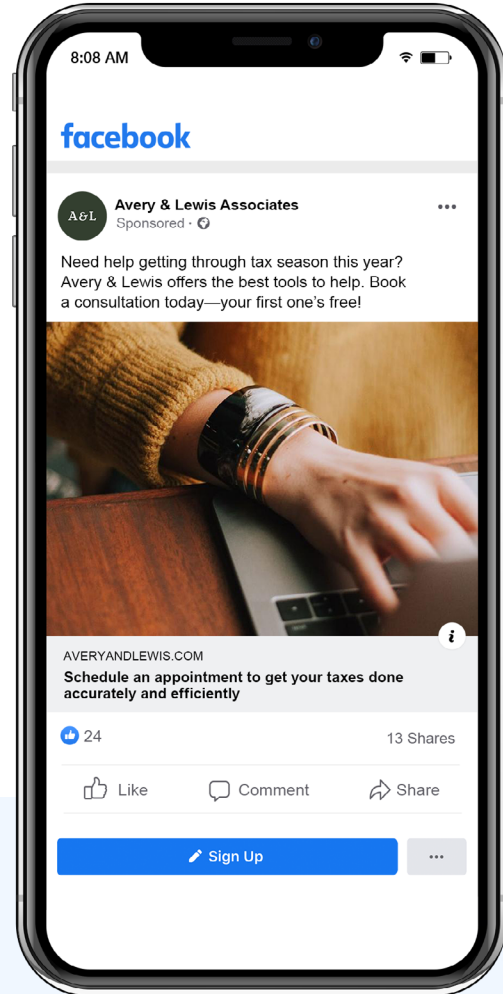 8:08 AM
facebook
A&L
Avery & Lewis Associates
Sponsored ·
Need help getting through tax season this year?
Avery & Lewis offers the best tools to help. Book
a consultation today—your first one’s free!
i
AVERYANDLEWIS.COM
Schedule an appointment to get your taxes done
accurately and efficiently
24
13 Shares
Like
Comment
Share
Sign Up